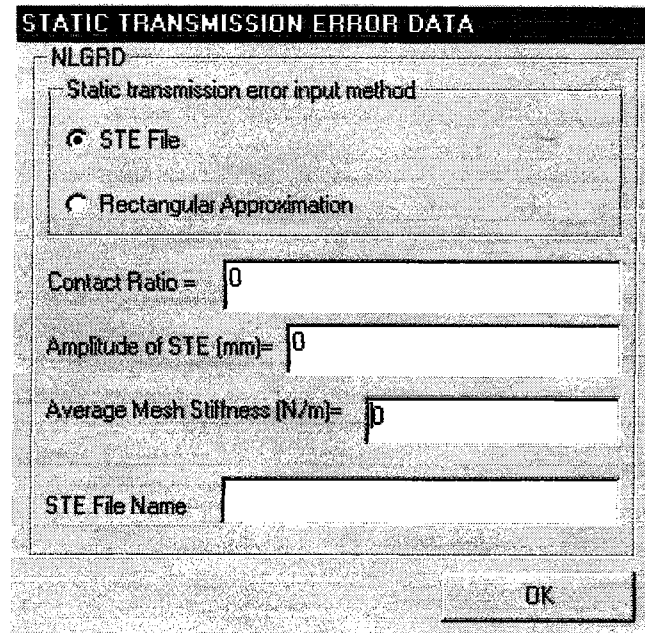 STATIC TRANSMISSION ERROR DATA
NLGRD
Static transmission error input method
STE File
Rectangular Approximation
Contact Ratio = 0
Amplitude of STE (mm)= 0
Average Mesh Stiffness (N/m)= 0
STE File Name
OK